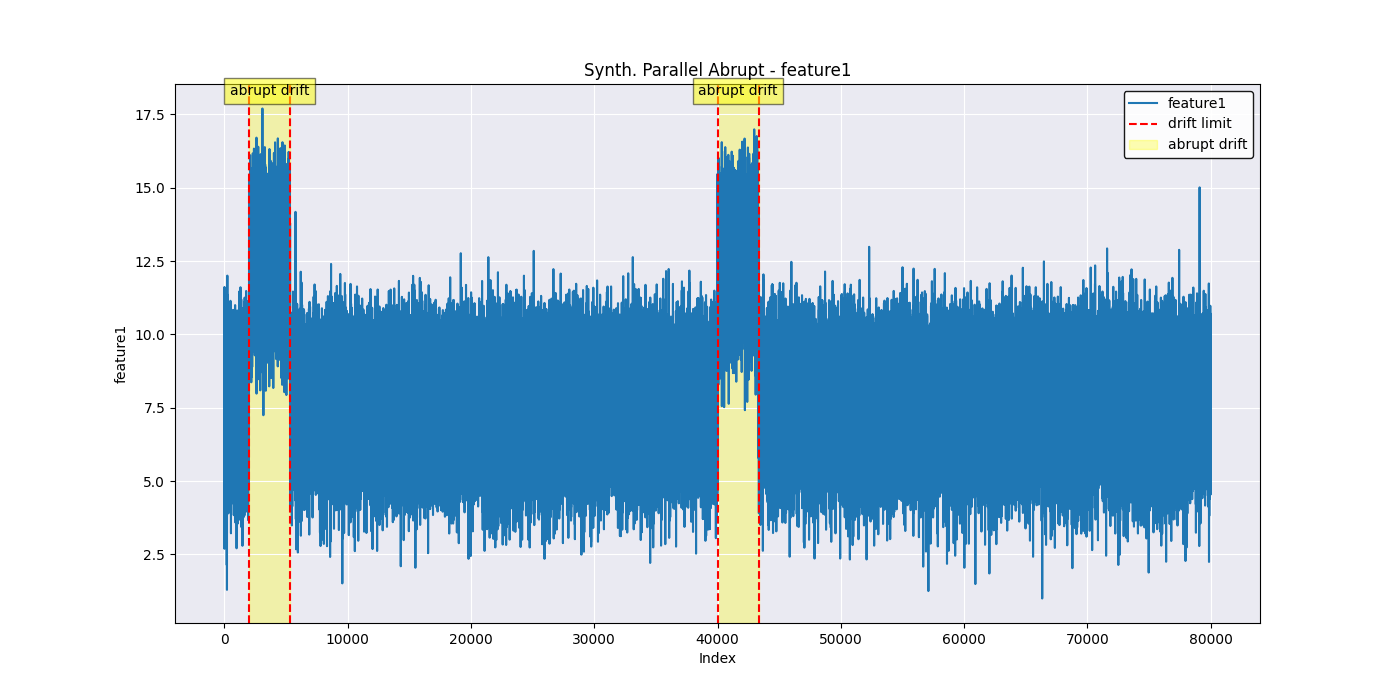 Synth. Parallel Abrupt - feature1
abrupt drift
abrupt drift
feature1
drift limit
abrupt drift
17.5
15.0
12.5
10.0
7.5
5.0
2.5
feature1
0
10000
20000
30000
40000
50000
60000
70000
80000
Index